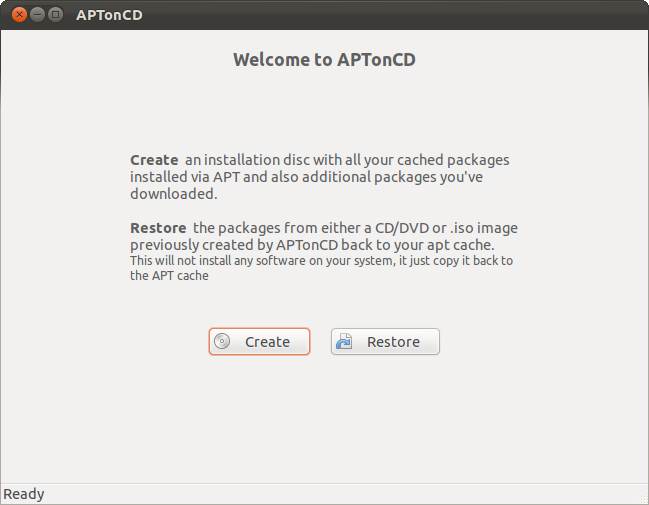 APTonCD
Welcome to APTonCD
Create an installation disc with all your cached packages
installed via APT and also additional packages you've
downloaded.
Restore the packages from either a CD/DVD or .iso image
previously created by APTonCD back to your apt cache.
This will not install any software on your system, it just copy it back to
the APT cache
Create
Restore
Ready